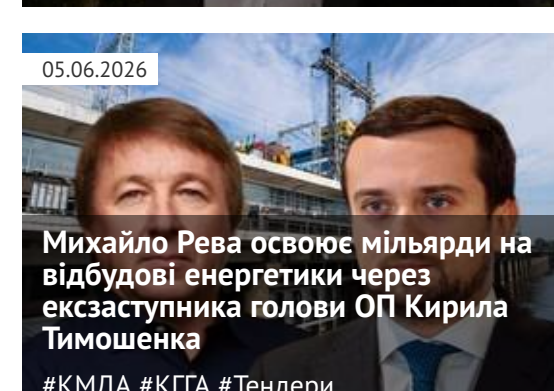 05.06.2026
Михайло Рева освоює мільярди на
відбудові енергетики через
ексзаступника голови ОП Кирила
Тимошенка
#КМДА #КГГА #Тендери